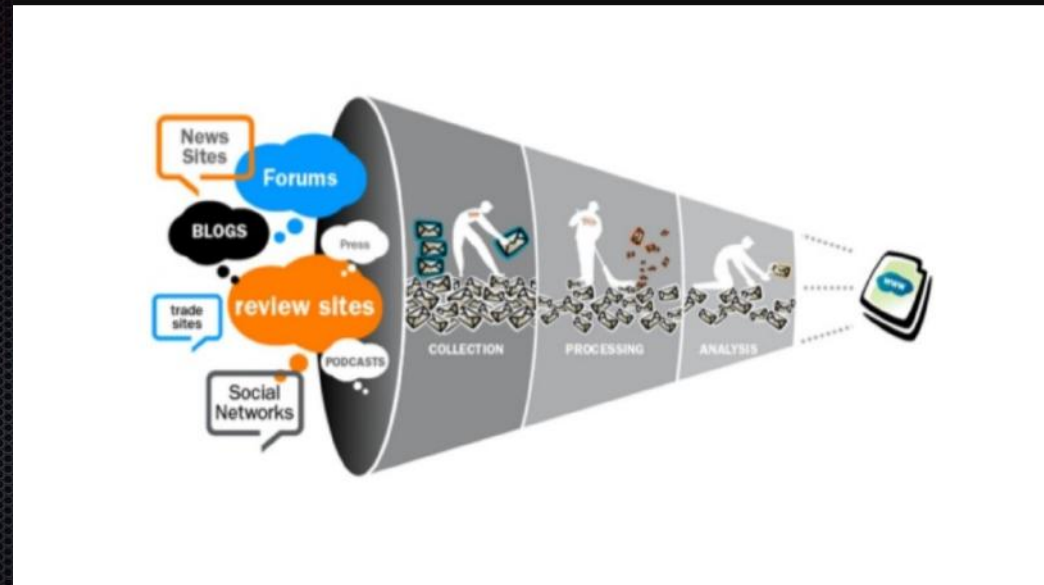 News
Sites
Forums
BLOGS
Press
review sites
trade
sites
PODCASTS
Social
Networks
COLLECTION
PROCESSING
ANALYSIS
www